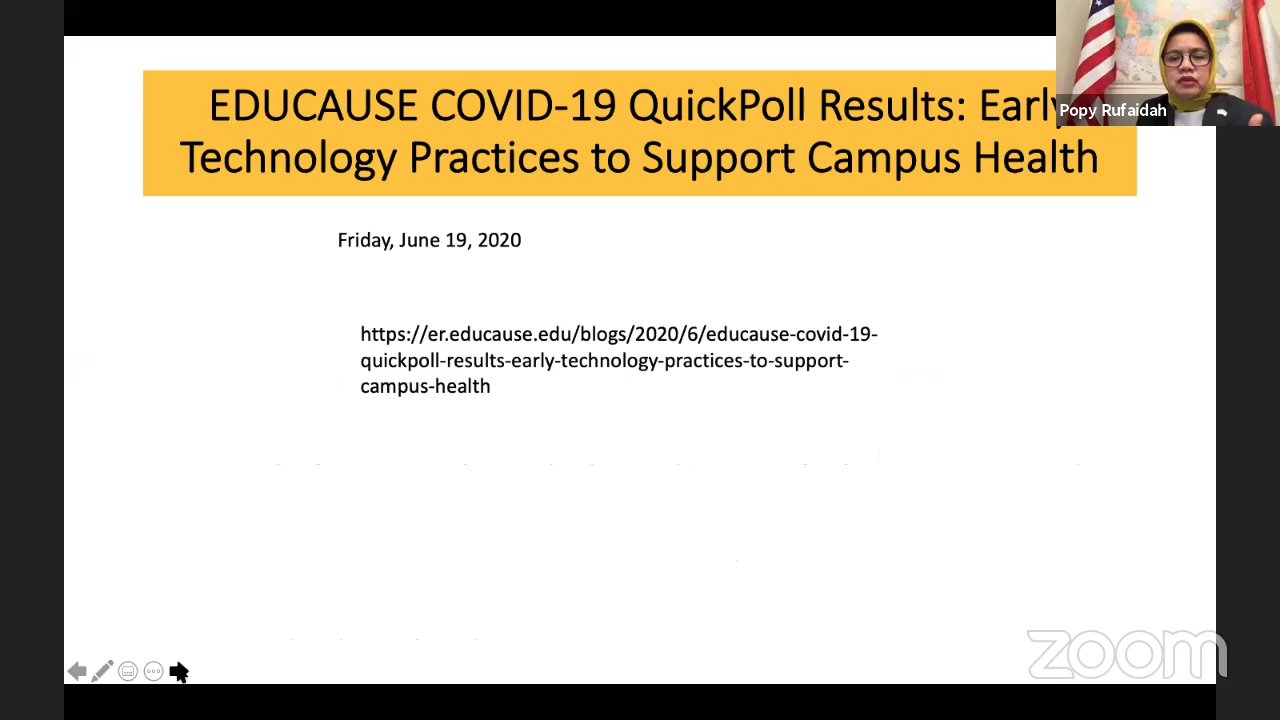 EDUCAUSE COVID-19 QuickPoll Results: Early
Technology Practices to Support Campus Health
Popy Rufaidah
Friday, June 19, 2020
https://er.educause.edu/blogs/2020/6/educause-covid-19-
quickpoll-results-early-technology-practices-to-support-
campus-health
zoom